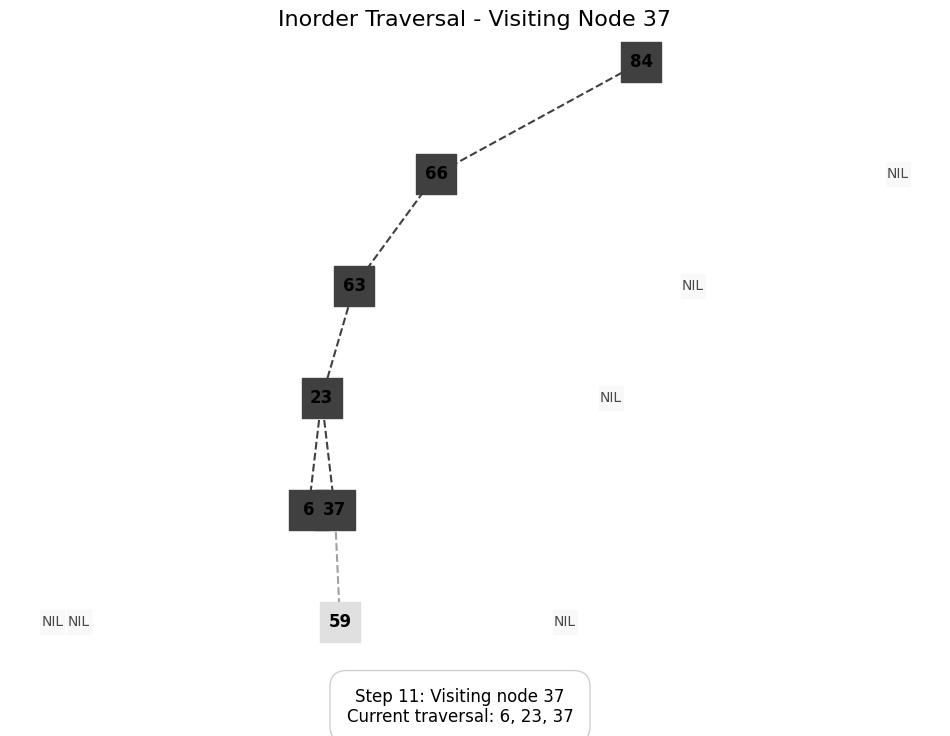 Inorder Traversal - Visiting Node 37
84
66
NIL
63
NIL
23
NIL
6
37
NIL
NIL
59
NIL
Step 11: Visiting node 37
Current traversal: 6, 23, 37